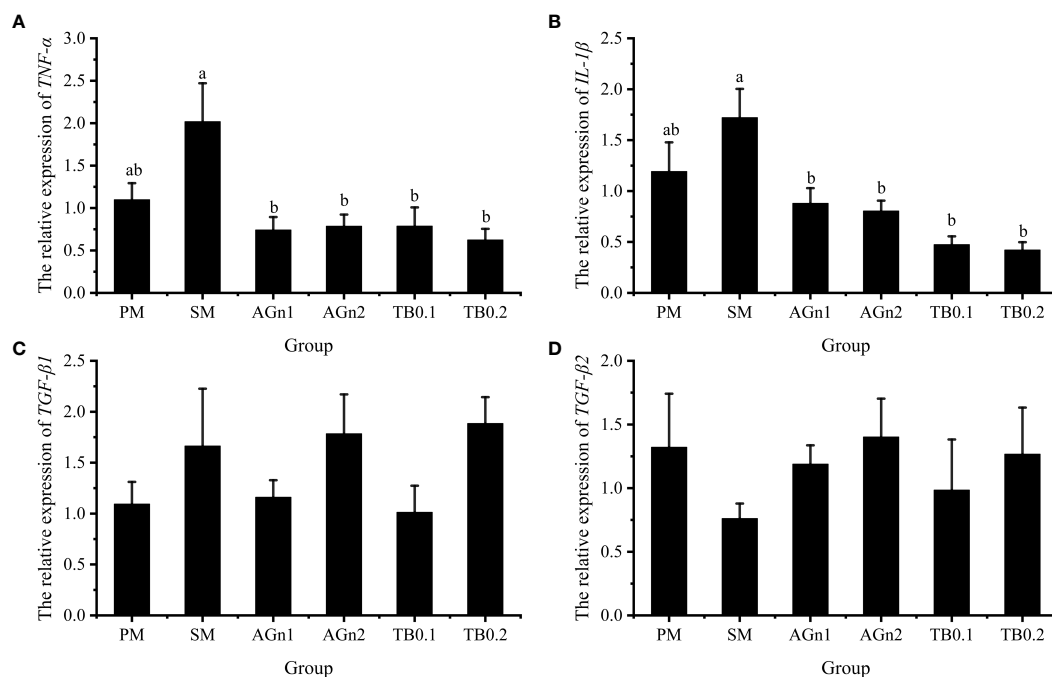 A
The relative expression of TNF-α
3.0
2.5
2.0
1.5
1.0
0.5
0.0
ab
a
b
b
b
b
PM SM AGn1 AGn2 TB0.1 TB0.2
Group
B
The relative expression of IL-1β
2.5
2.0
1.5
1.0
0.5
0.0
ab
a
b
b
b
b
PM SM AGn1 AGn2 TB0.1 TB0.2
Group
C
The relative expression of TGF-β1
2.5
2.0
1.5
1.0
0.5
0.0
PM SM AGn1 AGn2 TB0.1 TB0.2
Group
D
The relative expression of TGF-β2
2.0
1.5
1.0
0.5
0.0
PM SM AGn1 AGn2 TB0.1 TB0.2
Group